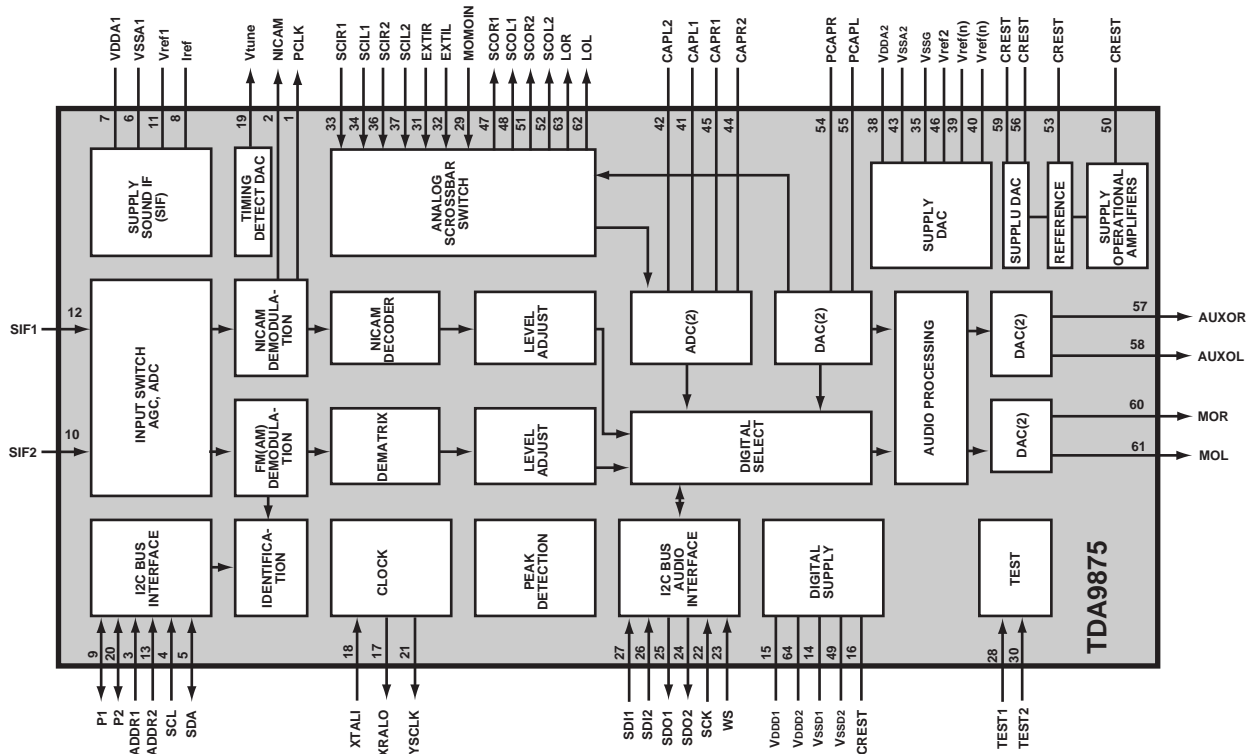 VDDA1
VSSA1
Vref1
Iref
Vtune
NICAM
PCLK
SCIR1
SCIL1
SCIR2
SCIL2
EXTIR
EXTIL
MOMOIN
SCOR1
SCOL1
SCOR2
SCOL2
LOR
LOL
CAPL2
CAPL1
CAPR1
CAPR2
PCAPR
PCAPL
VDDA2
VSSA2
VSSG
Vref2
Vref(n)
Vref(n)
CREST
CREST
CREST
CREST
7
6
11
8
19
2
1
33
34
36
37
31
32
29
47
48
51
52
63
62
42
41
45
44
54
55
38
43
35
46
39
40
59
56
53
50
SUPPLY
SOUND IF
(SIF)
TIMING
DETECT DAC
ANALOG
SCROSSBAR
SWITCH
SUPPLY
DAC
SUPPLU DAC
REFERENCE
SUPPLY
OPERATIONAL
AMPLIFIERS
SIF1
12
SIF2
10
INPUT SWITCH
AGC, ADC
NICAM
DEMODULA-
TION
NICAM
DECODER
LEVEL
ADJUST
ADC(2)
DAC(2)
AUDIO PROCESSING
DAC(2)
57
AUXOR
58
AUXOL
FM(AM)
DEMODULA-
TION
DEMATRIX
LEVEL
ADJUST
DIGITAL
SELECT
DAC(2)
60
MOR
61
MOL
I2C BUS
INTERFACE
IDENTIFICA-
TION
CLOCK
PEAK
DETECTION
I2C BUS
AUDIO
INTERFACE
DIGITAL
SUPPLY
TEST
TDA9875
9
20
3
13
4
5
18
17
21
27
26
25
24
22
23
15
64
14
49
16
28
30
P1
P2
ADDR1
ADDR2
SCL
SDA
XTALI
XRALO
YSCLK
SDI1
SDI2
SDO1
SDO2
SCK
WS
VDDD1
VDDD2
VSSD1
VSSD2
CREST
TEST1
TEST2